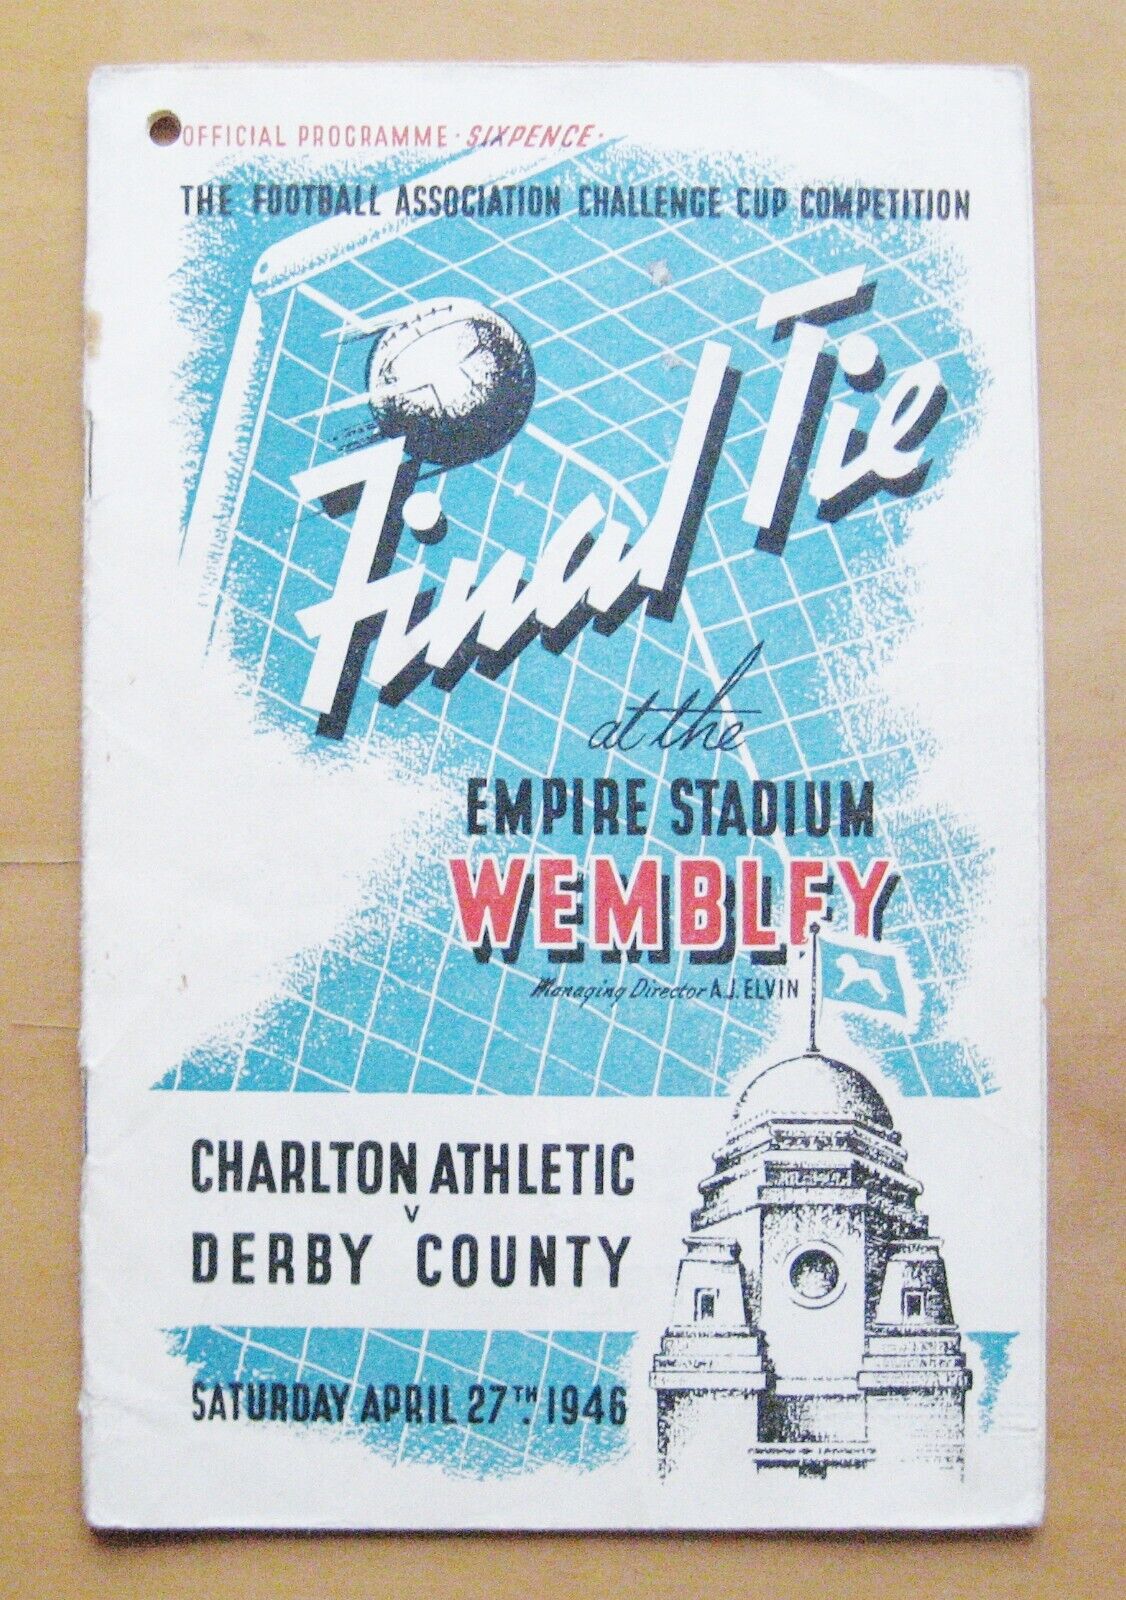 OFFICIAL PROGRAMME · SIXPENCE ·
THE FOOTBALL ASSOCIATION CHALLENGE CUP COMPETITION
Final Tie
at the
EMPIRE STADIUM
WEMBLEY
Managing Director A.J. ELVIN
CHARLTON ATHLETIC
V
DERBY COUNTY
SATURDAY APRIL 27TH. 1946